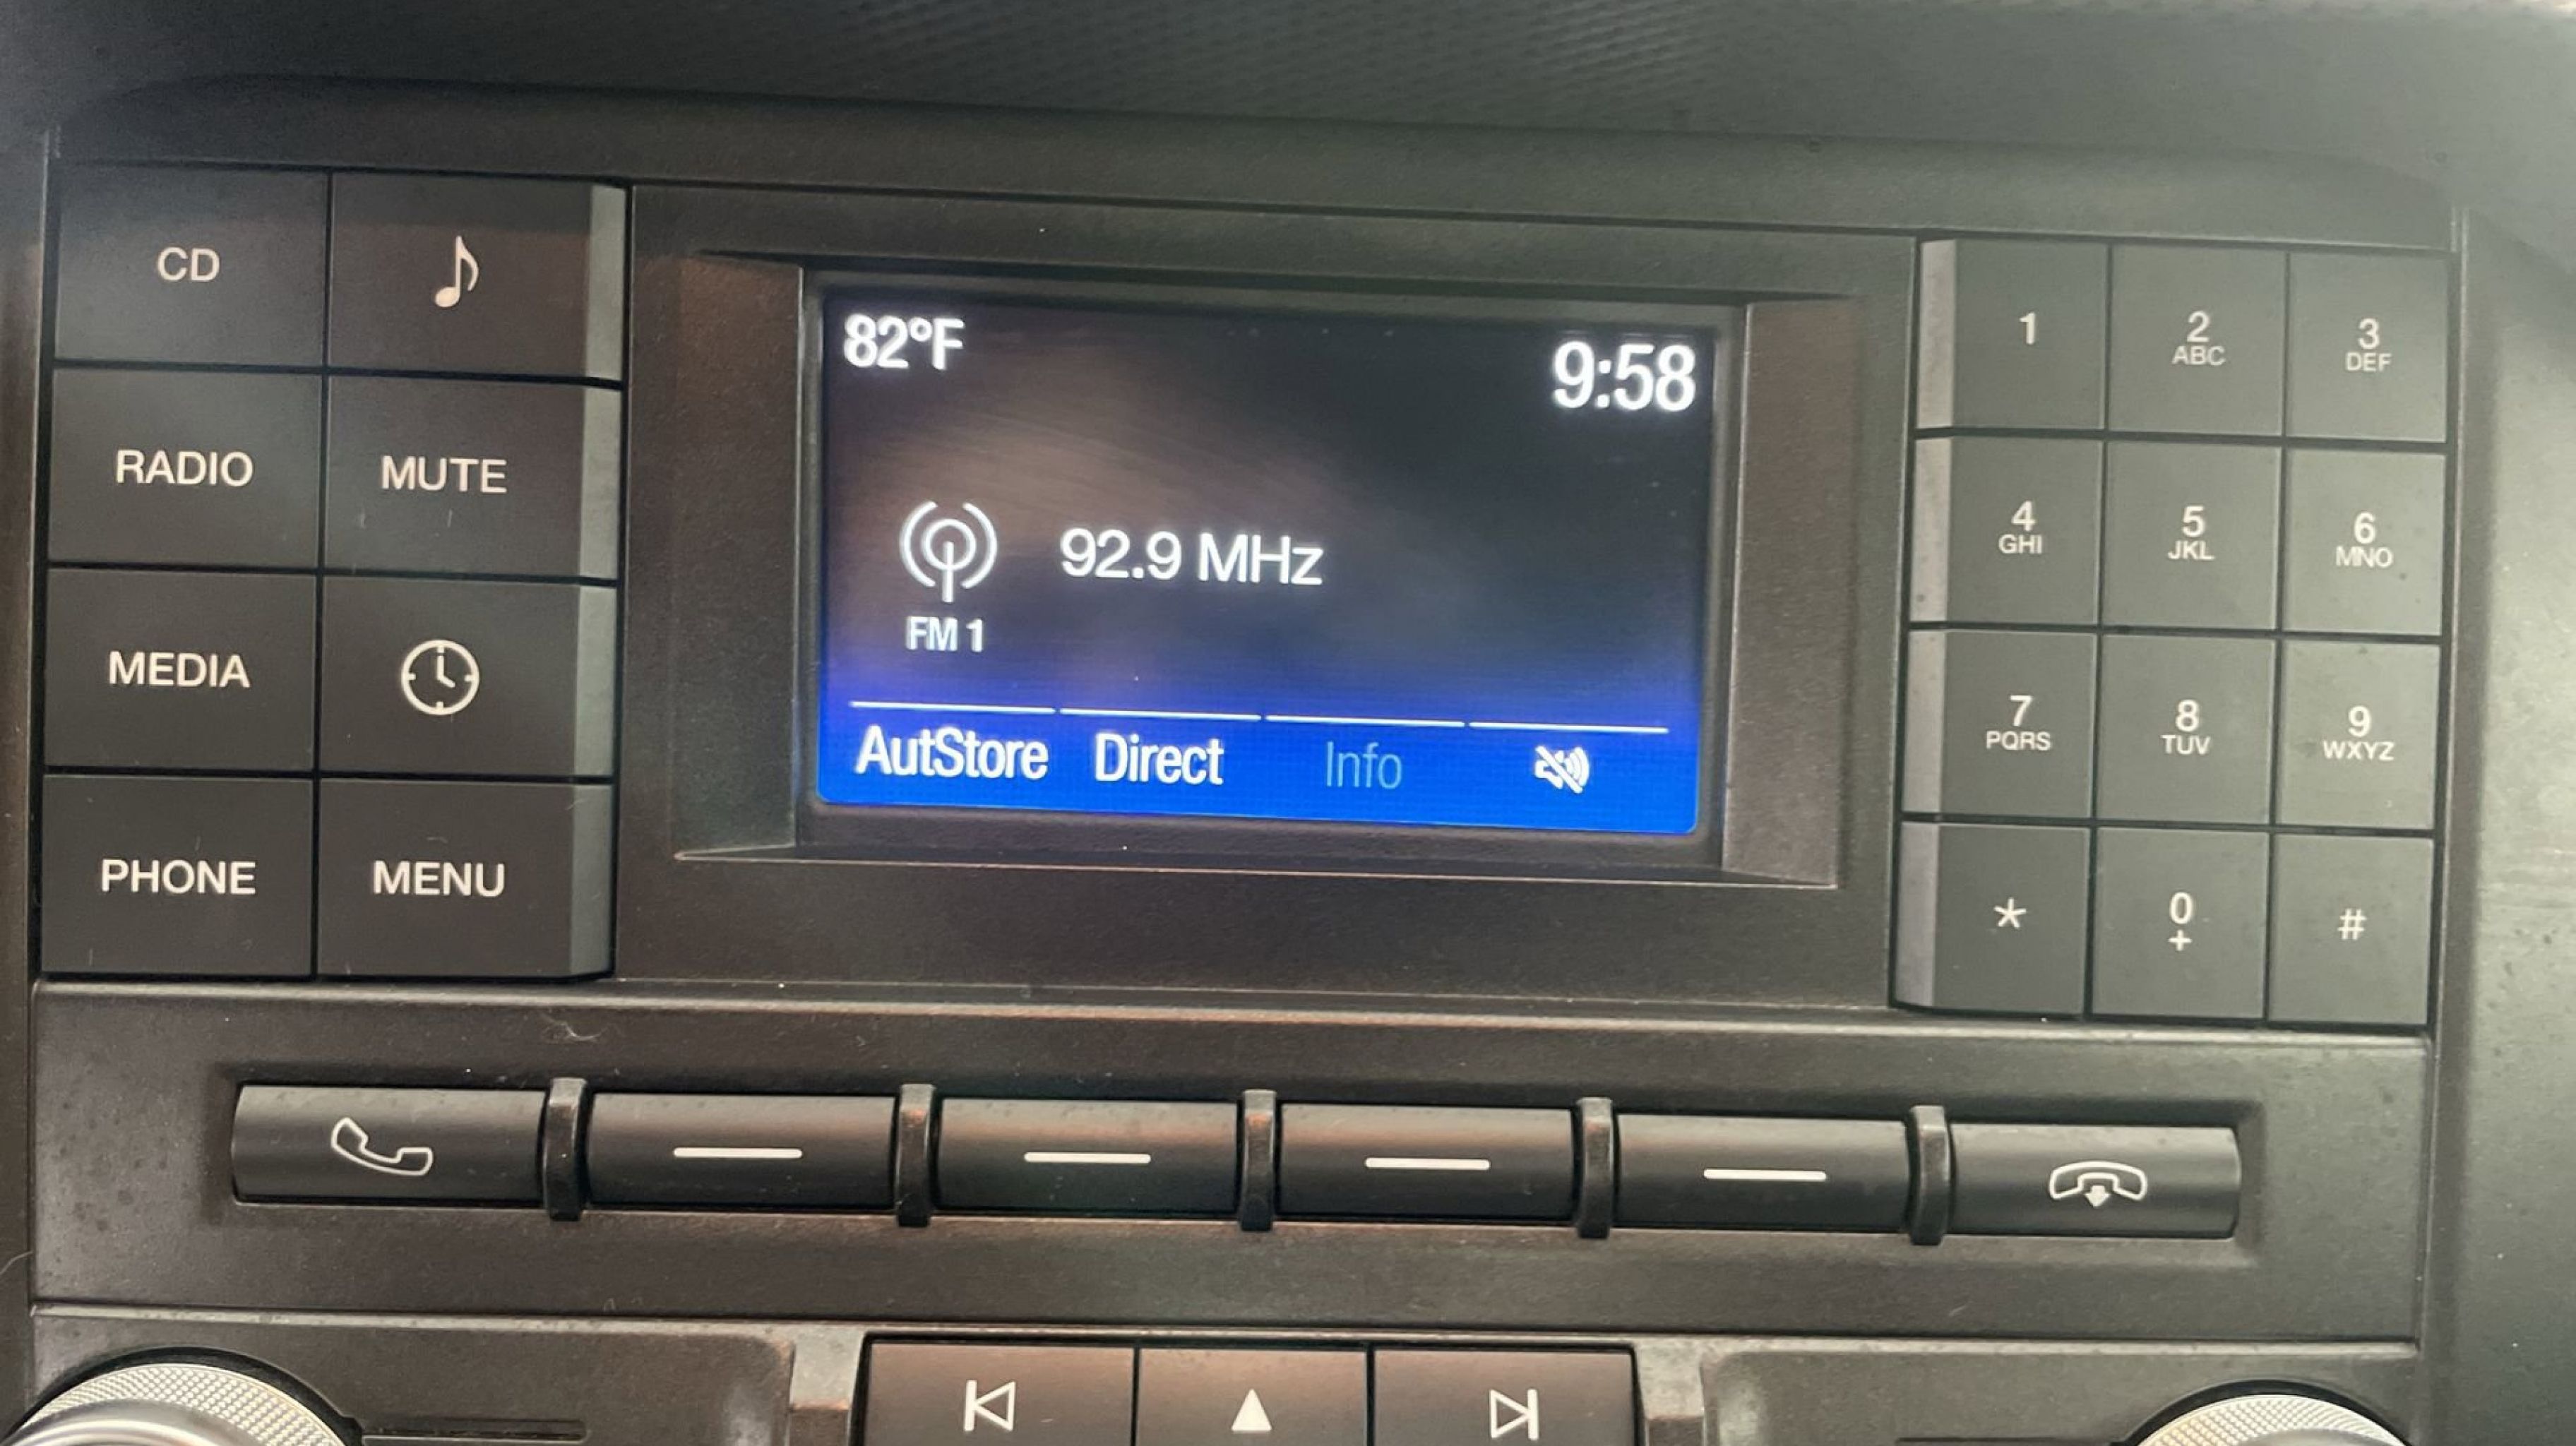 CD
RADIO
MUTE
MEDIA
PHONE
MENU
82°F
9:58
92.9 MHz
FM 1
AutStore Direct Info
1
2
ABC
3
DEF
4
GHI
5
JKL
6
MNO
7
PQRS
8
TUV
9
WXYZ
*
0
+
#